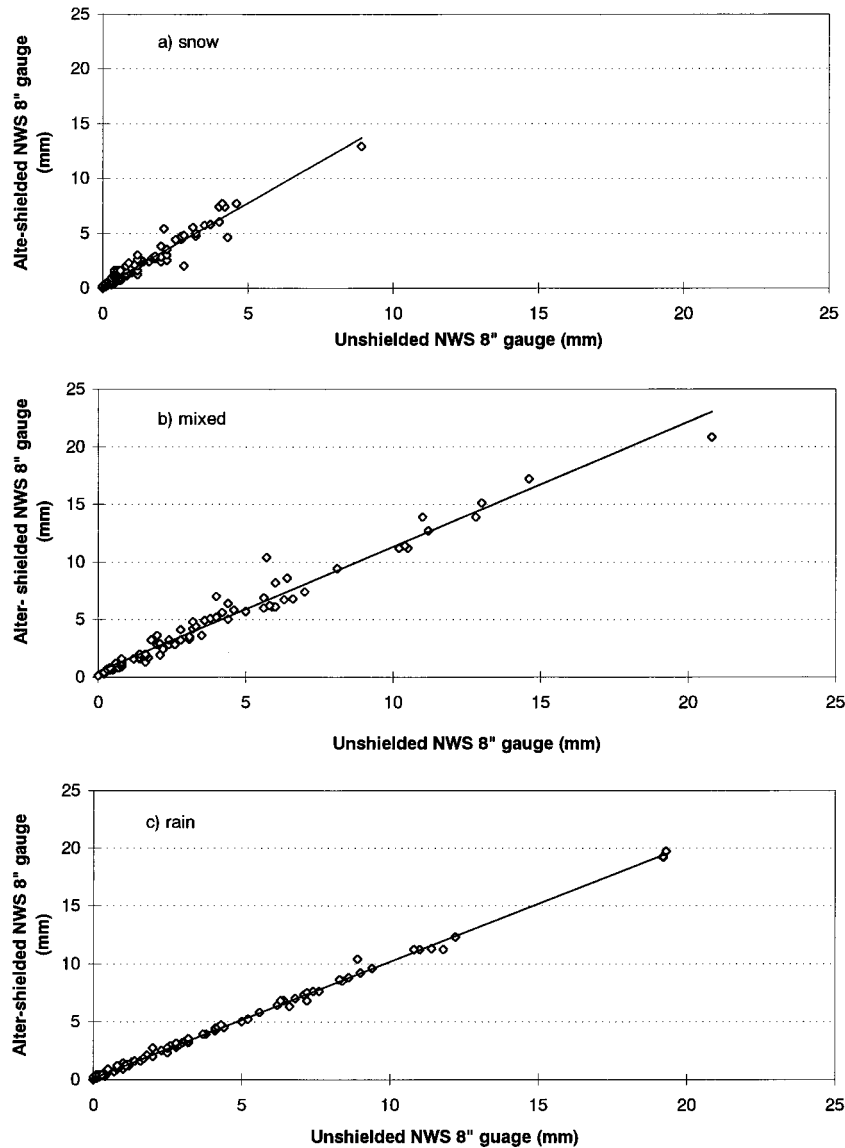 25
20
15
10
5
0
Alte-shielded NWS 8" gauge
(mm)
a) snow
0 5 10 15 20 25
Unshielded NWS 8" gauge (mm)
25
20
15
10
5
0
Alter- shielded NWS 8" gauge
(mm)
b) mixed
0 5 10 15 20 25
Unshielded NWS 8" gauge (mm)
25
20
15
10
5
0
Alter-shielded NWS 8" gauge
(mm)
c) rain
0 5 10 15 20 25
Unshielded NWS 8" guage (mm)